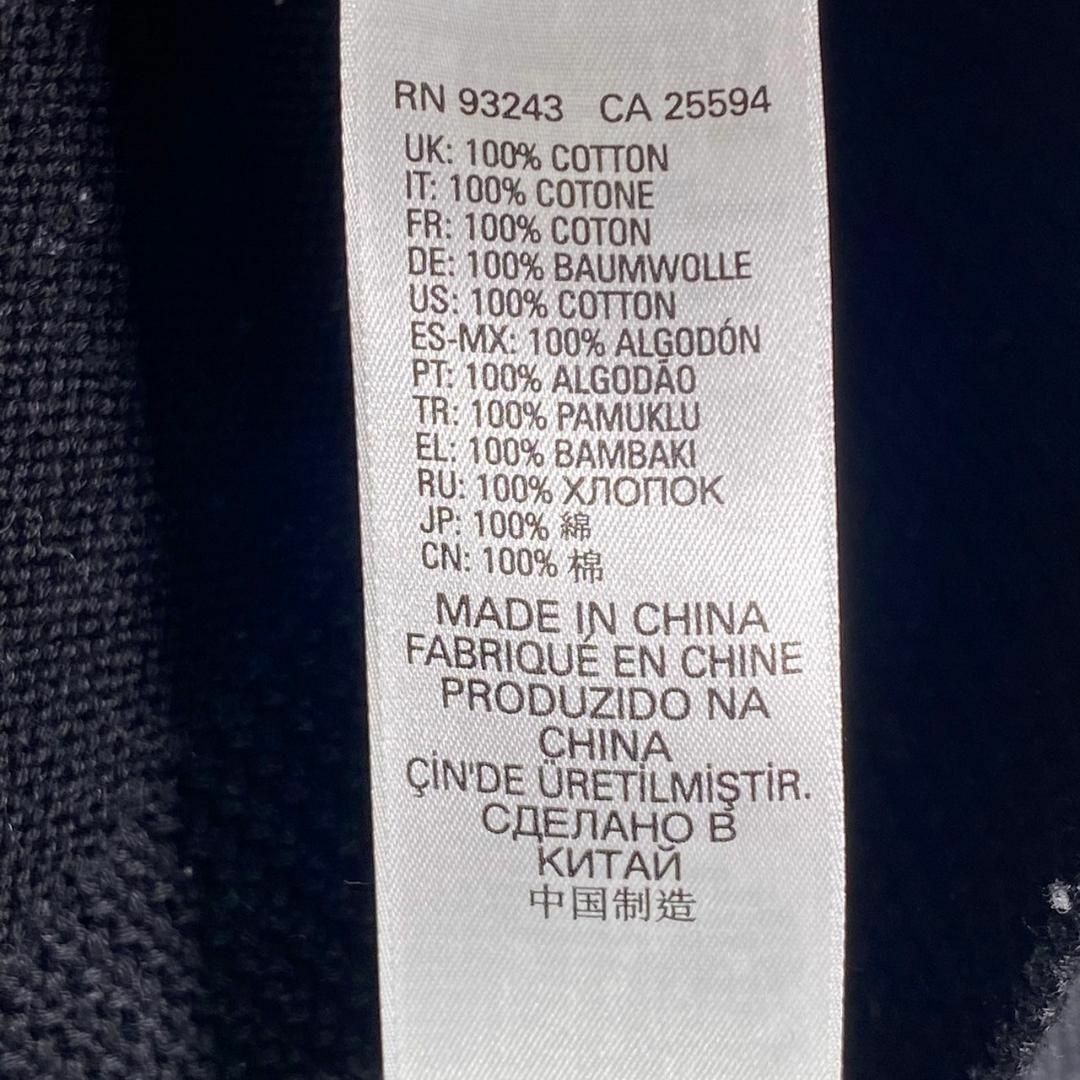 RN 93243 CA 25594
UK: 100% COTTON
IT: 100% COTONE
FR: 100% COTON
DE: 100% BAUMWOLLE
US: 100% COTTON
ES-MX: 100% ALGODÓN
PT: 100% ALGODÃO
TR: 100% PAMUKLU
EL: 100% BAMBAKI
RU: 100% ХЛОПОК
JP: 100% 綿
CN: 100% 棉
MADE IN CHINA
FABRIQUÉ EN CHINE
PRODUZIDO NA
CHINA
ÇİN'DE ÜRETİLMİŞTİR.
СДЕЛАНО В
КИТАЙ
中国制造